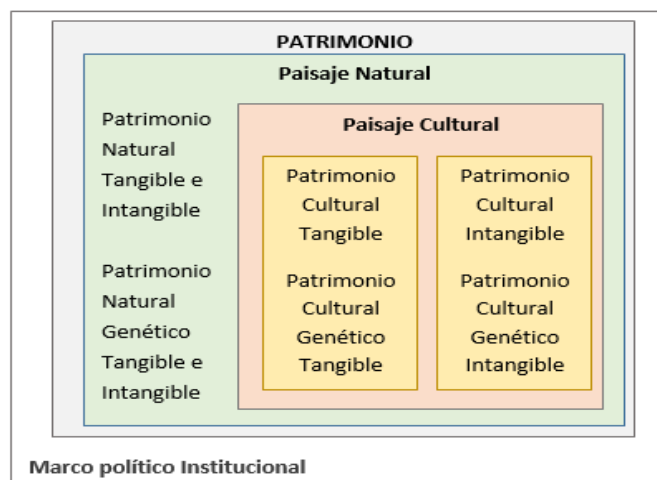 PATRIMONIO
Paisaje Natural
Patrimonio
Natural
Tangible e
Intangible
Patrimonio
Natural
Genético
Tangible e
Intangible
Paisaje Cultural
Patrimonio
Cultural
Tangible
Patrimonio
Cultural
Genético
Tangible
Patrimonio
Cultural
Intangible
Patrimonio
Cultural
Genético
Intangible
Marco político Institucional